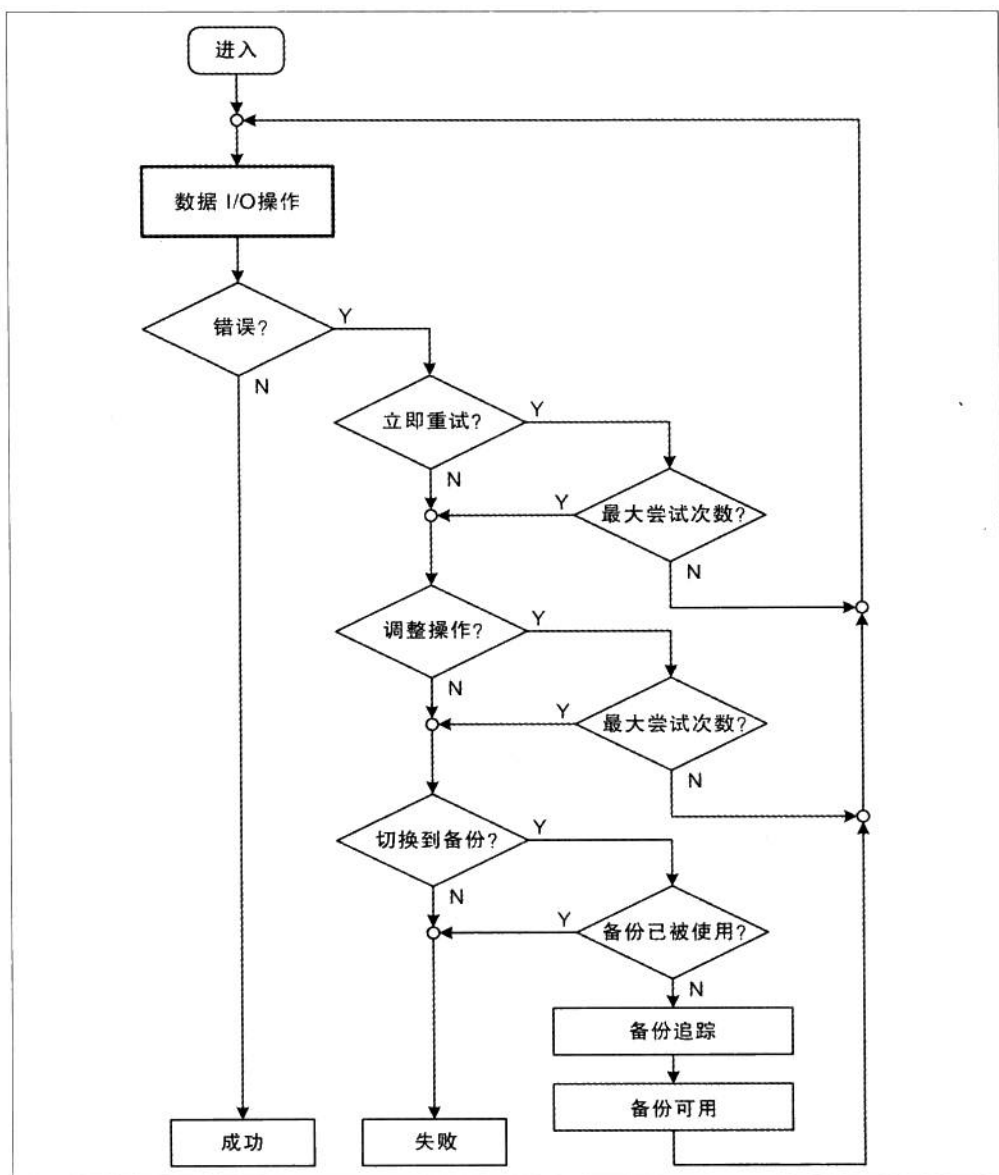 进入
数据 I/O操作
错误?
Y
N
立即重试?
Y
N
最大尝试次数?
Y
N
调整操作?
Y
N
最大尝试次数?
Y
N
切换到备份?
Y
N
备份已被使用?
Y
N
备份追踪
备份可用
成功
失败